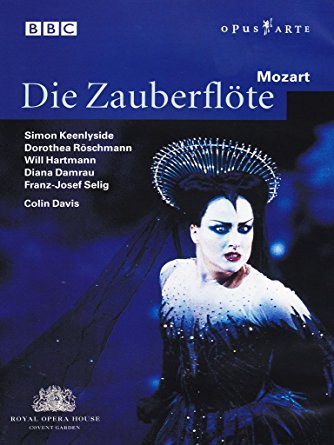 BBC
OPUS ARTE
Mozart
Die Zauberflöte
Simon Keenlyside
Dorothea Röschmann
Will Hartmann
Diana Damrau
Franz-Josef Selig
Colin Davis
ROYAL OPERA HOUSE
COVENT GARDEN